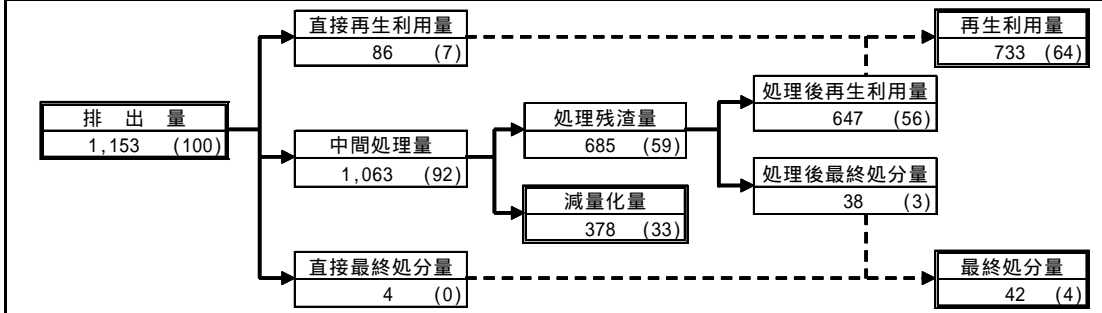 直接再生利用量
86 (7)
再生利用量
733 (64)
処理後再生利用量
647 (56)
排 出 量
1,153 (100)
処理残渣量
685 (59)
中間処理量
1,063 (92)
処理後最終処分量
38 (3)
減量化量
378 (33)
直接最終処分量
4 (0)
最終処分量
42 (4)